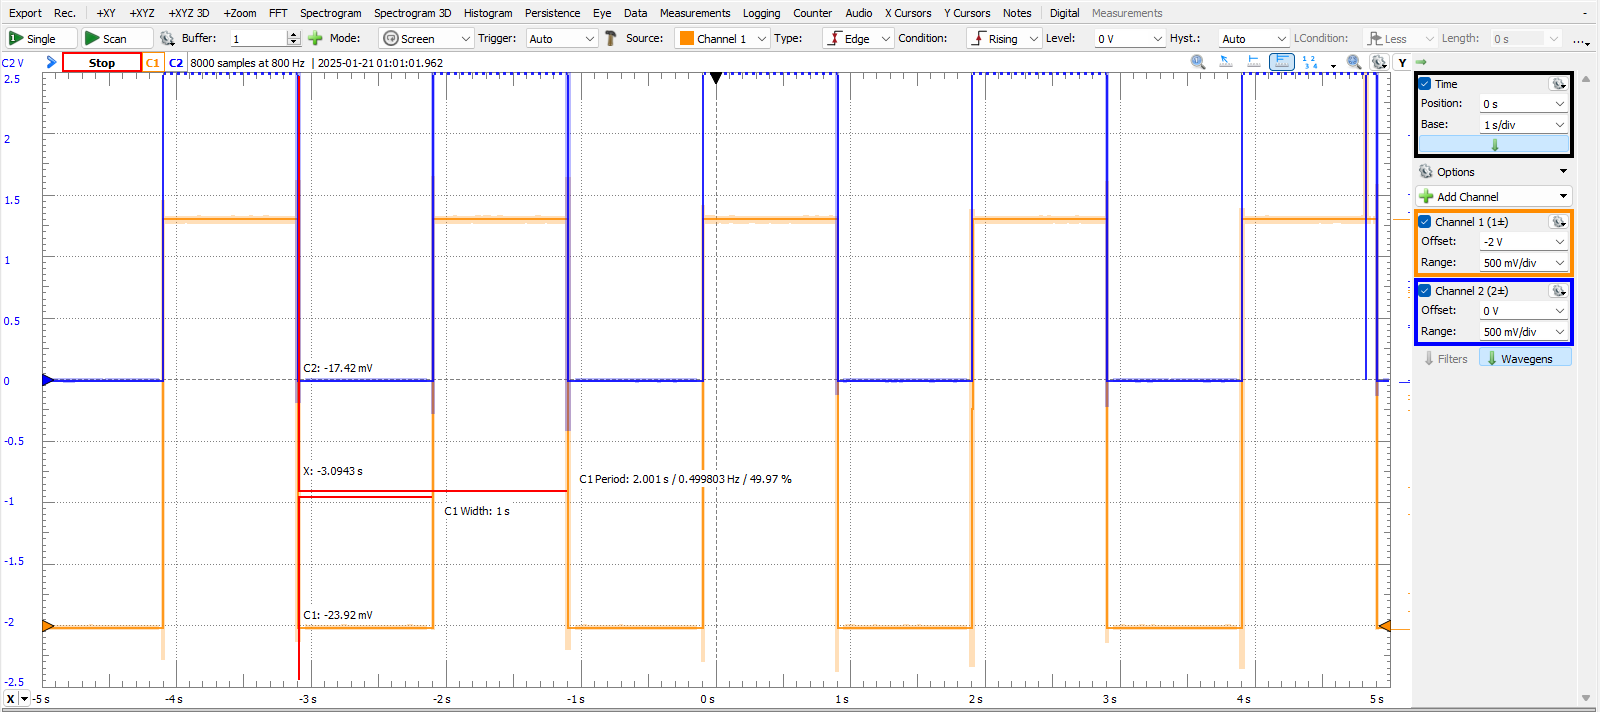 Export Rec. +XY +XYZ +XYZ 3D +Zoom FFT Spectrogram Spectrogram 3D Histogram Persistence Eye Data Measurements Logging Counter Audio X Cursors Y Cursors Notes Digital Measurements
Single Scan Buffer: 1 Mode: Screen Trigger: Auto Source: Channel 1 Type: Edge Condition: Rising Level: 0 V Hyst.: Auto LCondition: Less Length: 0 s ...
C2 V Stop C1 C2 8000 samples at 800 Hz | 2025-01-21 01:01:01.962 Y
2.5
2
1.5
1
0.5
0
-0.5
-1
-1.5
-2
-2.5
C2: -17.42 mV
X: -3.0943 s
C1 Period: 2.001 s / 0.499803 Hz / 49.97 %
C1 Width: 1 s
C1: -23.92 mV
X -5 s -4 s -3 s -2 s -1 s 0 s 1 s 2 s 3 s 4 s 5 s
Time
Position: 0 s
Base: 1 s/div
Options
Add Channel
Channel 1 (1±)
Offset: -2 V
Range: 500 mV/div
Channel 2 (2±)
Offset: 0 V
Range: 500 mV/div
Filters Wavegens